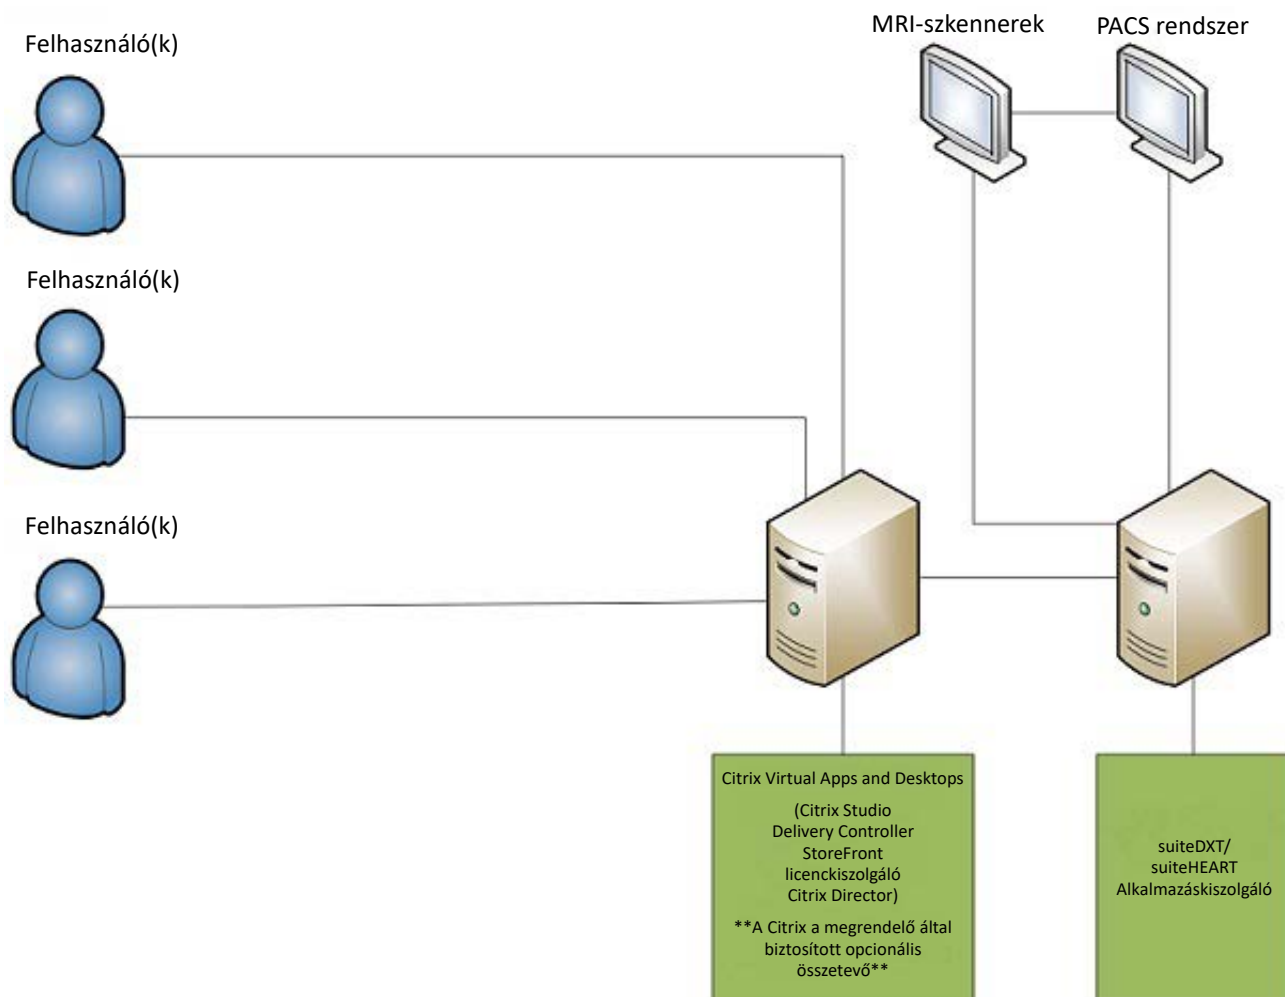 Felhasználó(k)
MRI-szkennerek
PACS rendszer
Felhasználó(k)
Felhasználó(k)
Citrix Virtual Apps and Desktops
(Citrix Studio
Delivery Controller
StoreFront
licenckiszolgáló
Citrix Director)
**A Citrix a megrendelő által
biztosított opcionális
összetevő**
suiteDXT/
suiteHEART
Alkalmazáskiszolgáló